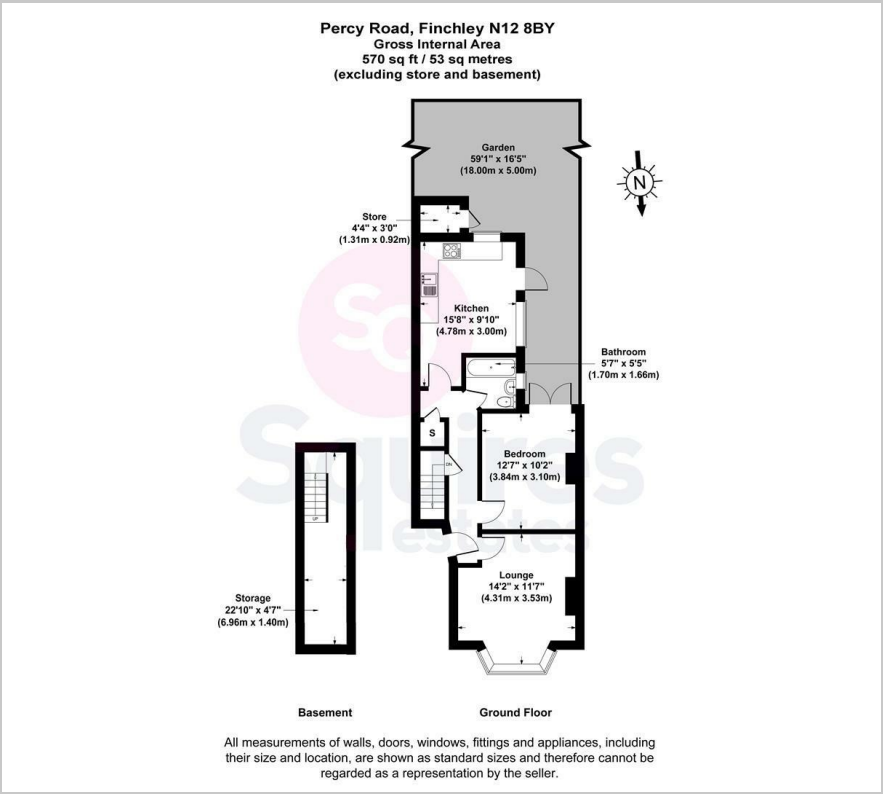 Percy Road, Finchley N12 8BY
Gross Internal Area
570 sq ft / 53 sq metres
(excluding store and basement)
Garden
59'1" x 16'5"
(18.00m x 5.00m)
N
Store
4'4" x 3'0"
(1.31m x 0.92m)
Kitchen
15'8" x 9'10"
(4.78m x 3.00m)
Bathroom
5'7" x 5'5"
(1.70m x 1.66m)
S
DN
Bedroom
12'7" x 10'2"
(3.84m x 3.10m)
UP
Lounge
14'2" x 11'7"
(4.31m x 3.53m)
Storage
22'10" x 4'7"
(6.96m x 1.40m)
Basement
Ground Floor
sq
Squires
estates
All measurements of walls, doors, windows, fittings and appliances, including
their size and location, are shown as standard sizes and therefore cannot be
regarded as a representation by the seller.